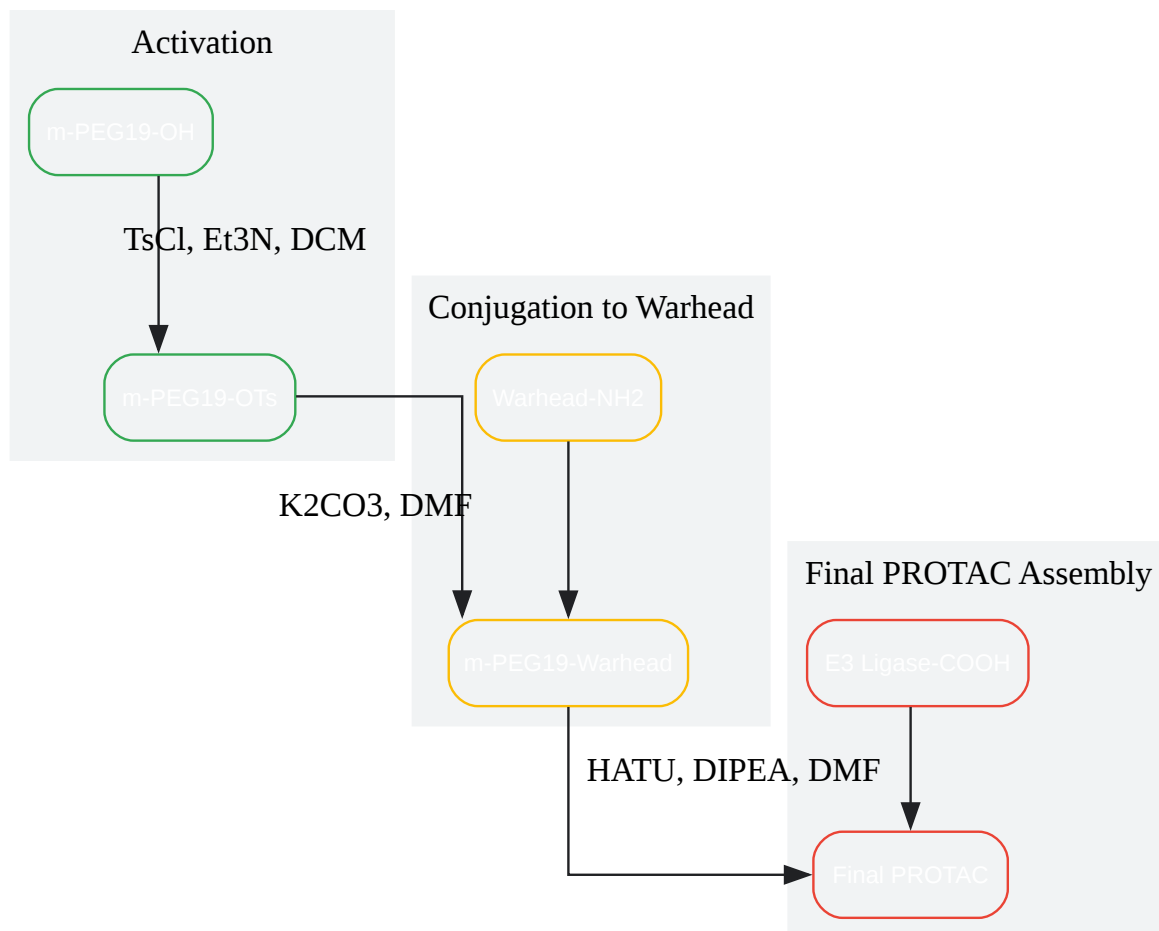 Activation
m-PEG19-OH
TsCl, Et3N, DCM
m-PEG19-OTs
Conjugation to Warhead
Warhead-NH2
K2CO3, DMF
m-PEG19-Warhead
Final PROTAC Assembly
E3 Ligase-COOH
HATU, DIPEA, DMF
Final PROTAC